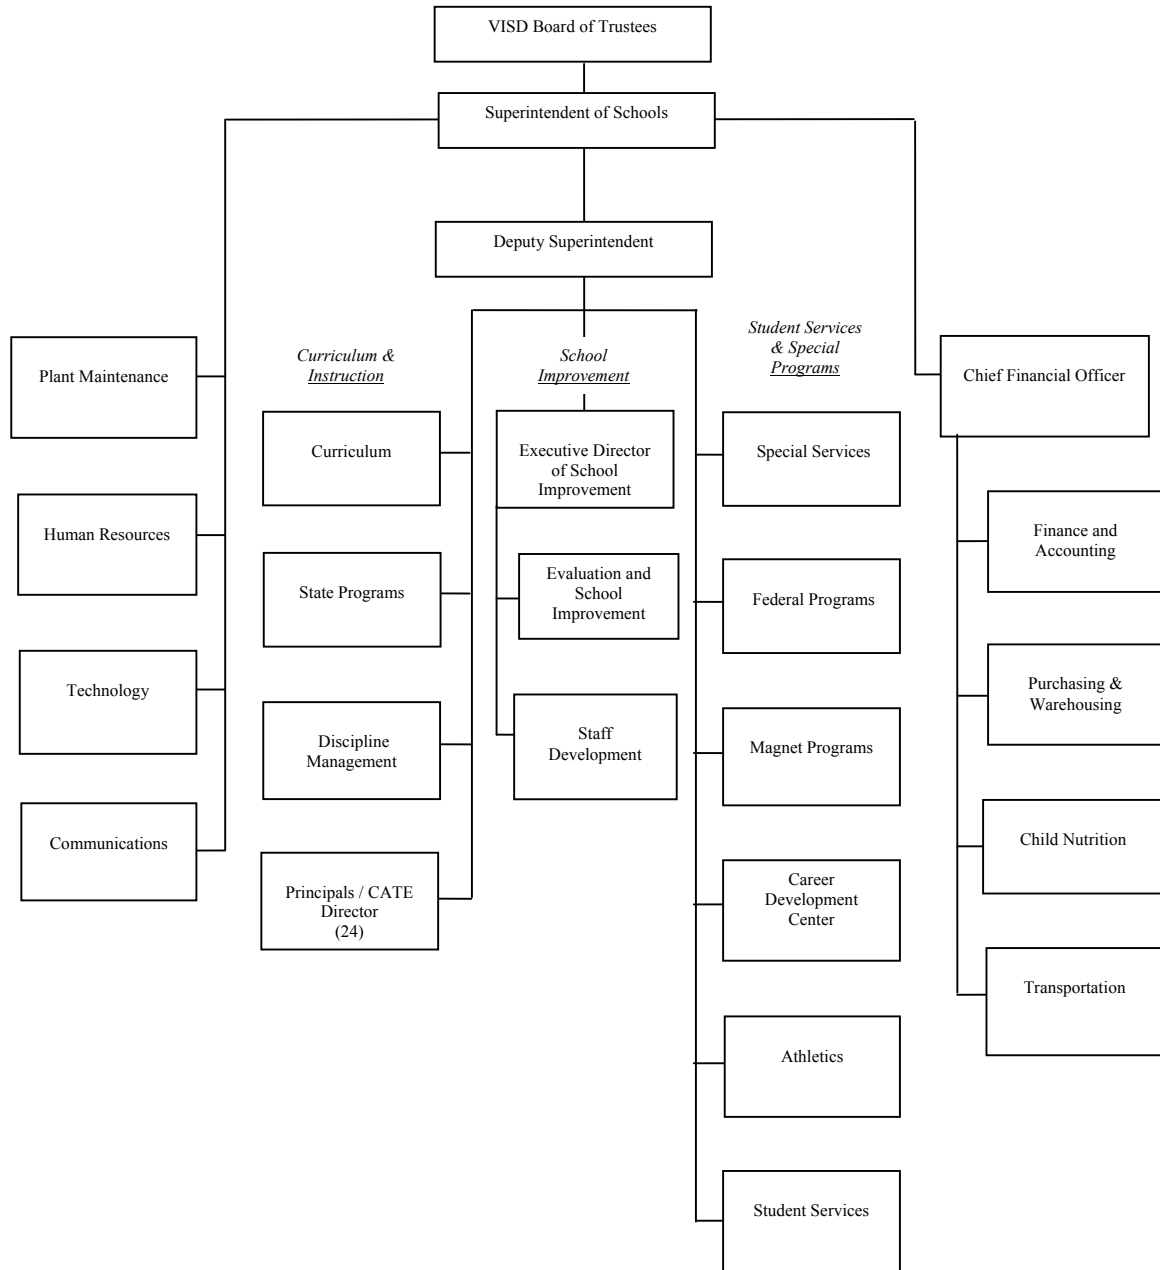 VISD Board of Trustees
Superintendent of Schools
Deputy Superintendent
Plant Maintenance
Human Resources
Technology
Communications
Curriculum &
Instruction
Curriculum
State Programs
Discipline
Management
Principals / CATE
Director
(24)
School
Improvement
Executive Director
of School
Improvement
Evaluation and
School
Improvement
Staff
Development
Student Services
& Special
Programs
Special Services
Federal Programs
Magnet Programs
Career
Development
Center
Athletics
Student Services
Chief Financial Officer
Finance and
Accounting
Purchasing &
Warehousing
Child Nutrition
Transportation